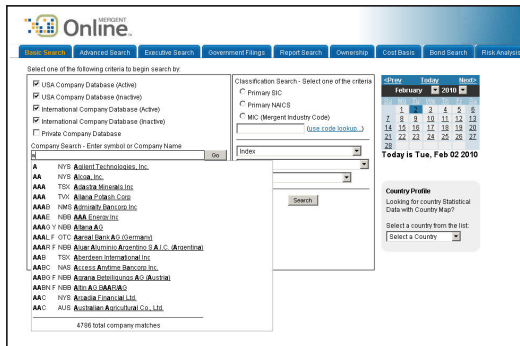 MERGENT
Online™
Basic Search
Advanced Search
Executive Search
Government Filings
Report Search
Ownership
Cost Basis
Bond Search
Risk Analysis
Select one of the following criteria to begin search by:
USA Company Database (Active)
USA Company Database (Inactive)
International Company Database (Active)
International Company Database (Inactive)
Private Company Database
Company Search - Enter symbol or Company Name
a
Go
A NYS Agilent Technologies, Inc.
AA NYS Alcoa, Inc.
AAA TSX Adastra Minerals Inc
AAA TVX Allana Potash Corp
AAAB NMS Admiralty Bancorp Inc
AAAE NBB AAA Energy Inc
AAAG Y NBB Altana AG
AAAL F OTC Aareal Bank AG (Germany)
AAAR F NBB Aluar Aluminio Argentino S.A.I.C. (Argentina)
AAB TSX Aberdeen International Inc
AABC NAS Access Anytime Bancorp Inc.
AABG F NBB Agrana Beteiligungs AG (Austria)
AABN F NBB Altin AG BAAR/AG
AAC NYS Arcadia Financial Ltd.
AAC AUS Australian Agricultural Co., Ltd.
4786 total company matches
Classification Search - Select one of the criteria
Primary SIC
Primary NAICS
MIC (Mergent Industry Code)
(use code lookup...)
Index
Search
<Prev Today Next>
February 2010
Su Mo Tu We Th Fr Sa
1 2 3 4 5 6
7 8 9 10 11 12 13
14 15 16 17 18 19 20
21 22 23 24 25 26 27
28
Today is Tue, Feb 02 2010
Country Profile
Looking for country Statistical
Data with Country Map?
Select a country from the list:
Select a Country